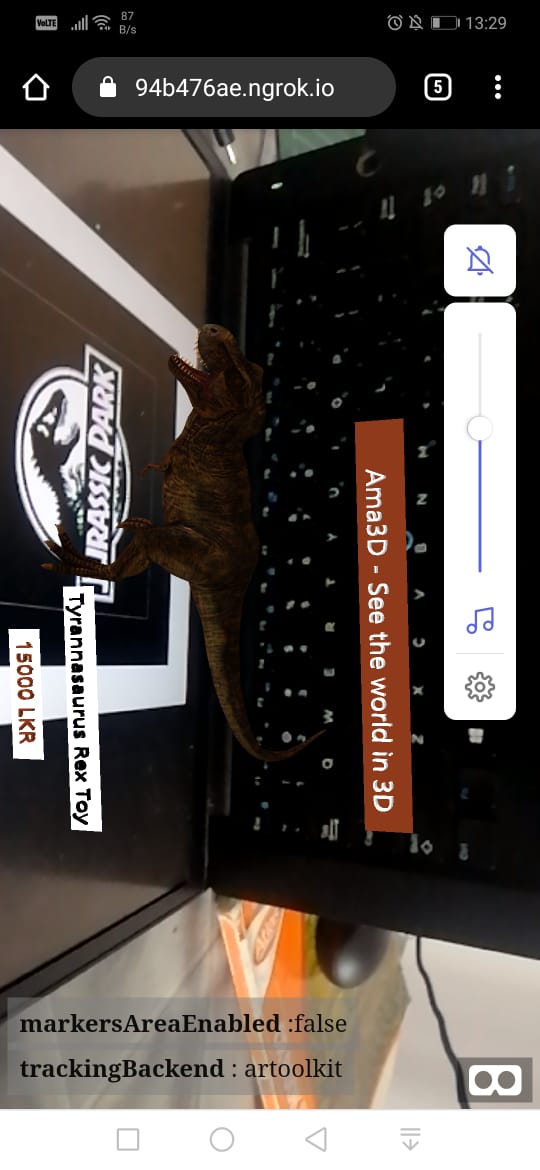 VoLTE
87
B/s
13:29
94b476ae.ngrok.io
5
JURASSIC PARK
Tyrannasaurus Rex Toy
15000 LKR
Ama3D - See the world in 3D
Q W E R T Y U
Z X C V B N M
markersAreaEnabled :false
trackingBackend : artoolkit